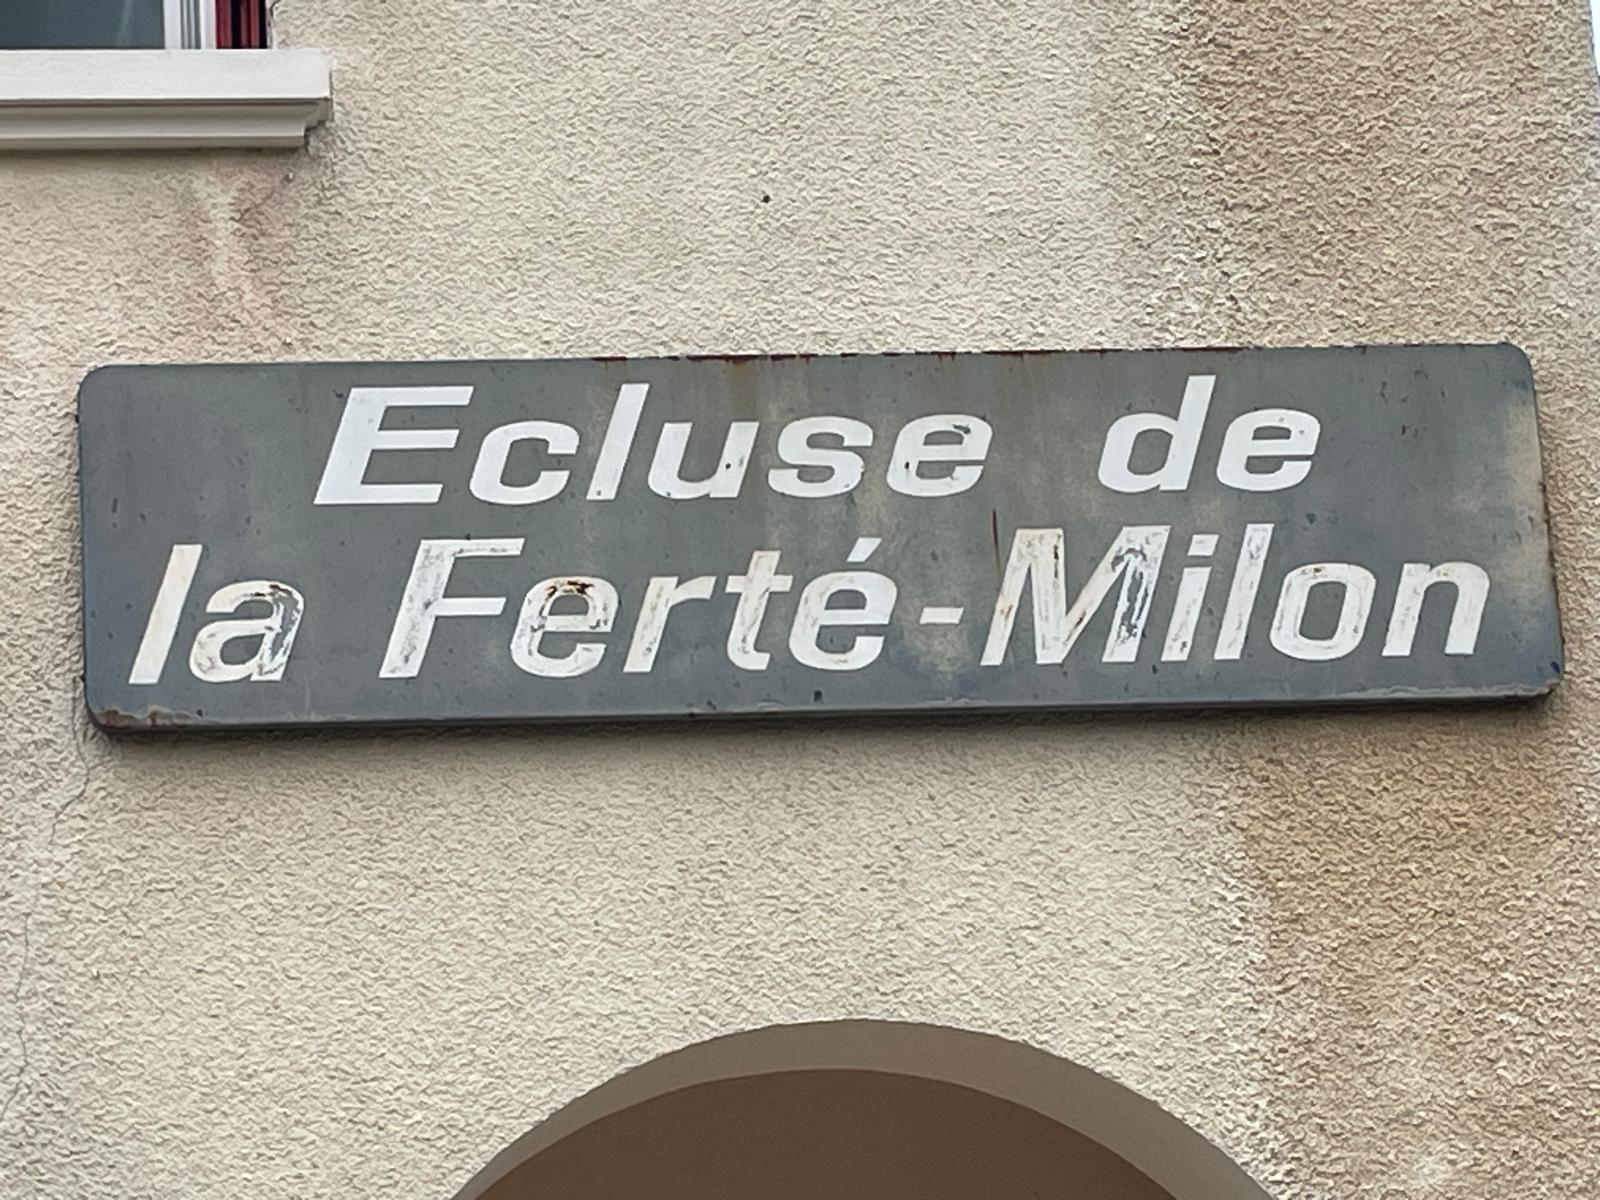 Ecluse de
la Ferté-Milon